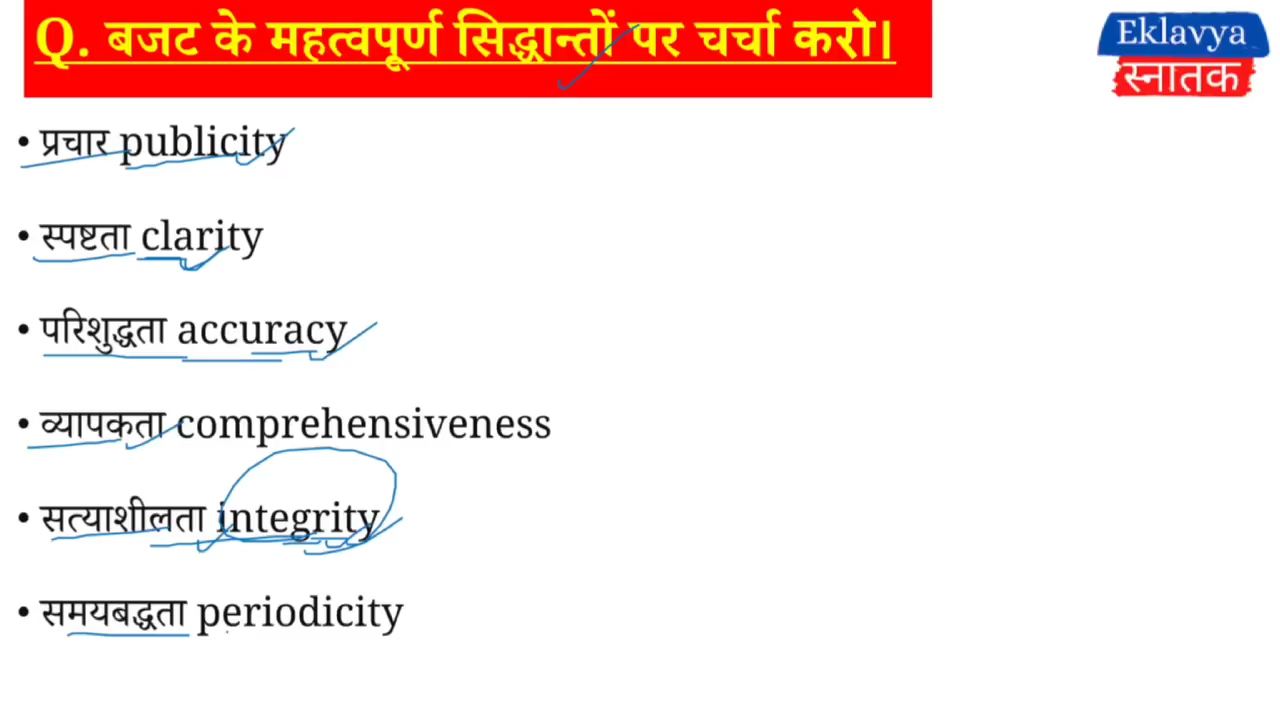 Q. बजट के महत्वपूर्ण सिद्धान्तों पर चर्चा करो।
Eklavya
स्नातक
• प्रचार publicity
• स्पष्टता clarity
• परिशुद्धता accuracy
• व्यापकता comprehensiveness
• सत्याशीलता integrity
• समयबद्धता periodicity